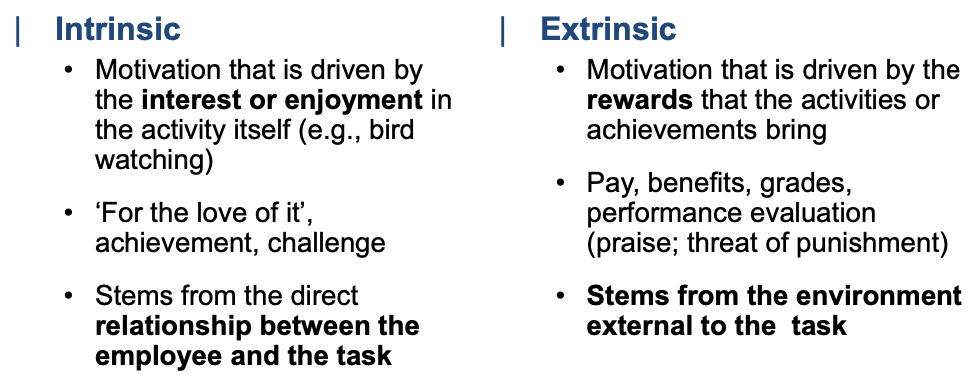 | Intrinsic
• Motivation that is driven by
the interest or enjoyment in
the activity itself (e.g., bird
watching)
• ‘For the love of it’,
achievement, challenge
• Stems from the direct
relationship between the
employee and the task
| Extrinsic
• Motivation that is driven by the
rewards that the activities or
achievements bring
• Pay, benefits, grades,
performance evaluation
(praise; threat of punishment)
• Stems from the environment
external to the  task